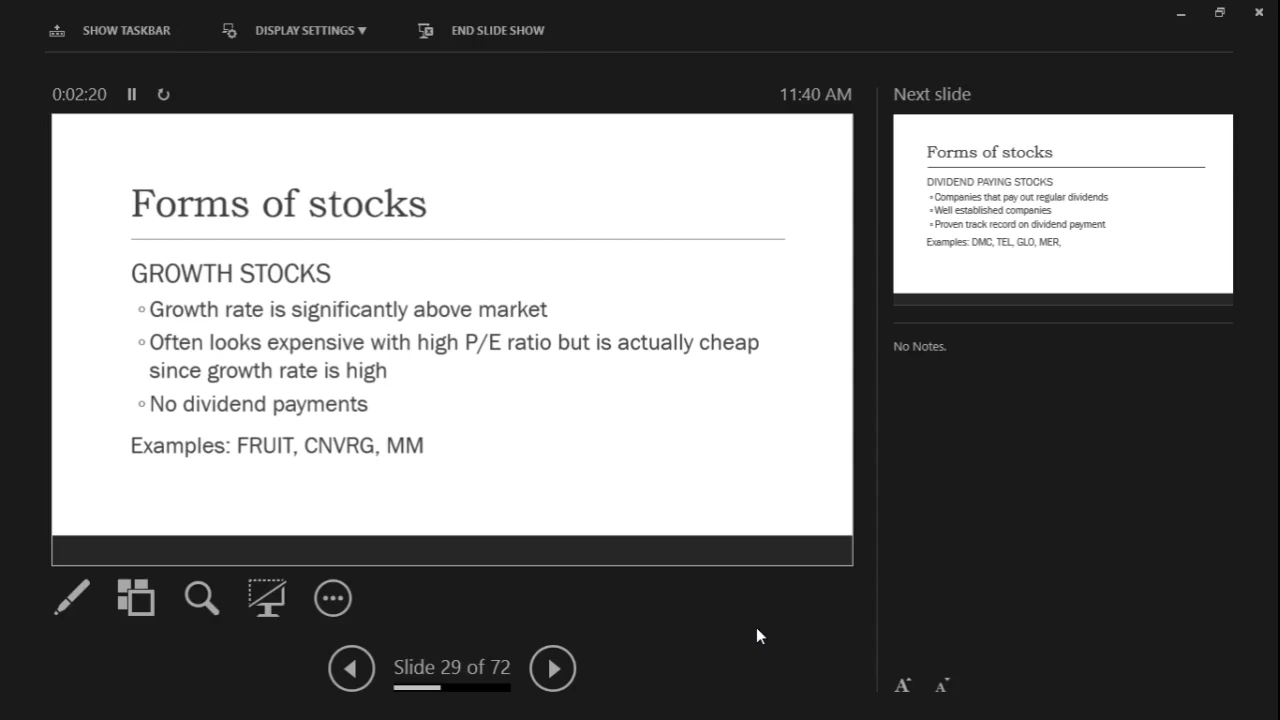 SHOW TASKBAR
DISPLAY SETTINGS ▼
END SLIDE SHOW
0:02:20
11:40 AM
Forms of stocks
GROWTH STOCKS
▫Growth rate is significantly above market
▫Often looks expensive with high P/E ratio but is actually cheap
since growth rate is high
▫No dividend payments
Examples: FRUIT, CNVRG, MM
Slide 29 of 72
Next slide
Forms of stocks
DIVIDEND PAYING STOCKS
▫Companies that pay out regular dividends
▫Well established companies
▫Proven track record on dividend payment
Examples: DMC, TEL, GLO, MER,
No Notes.
A A